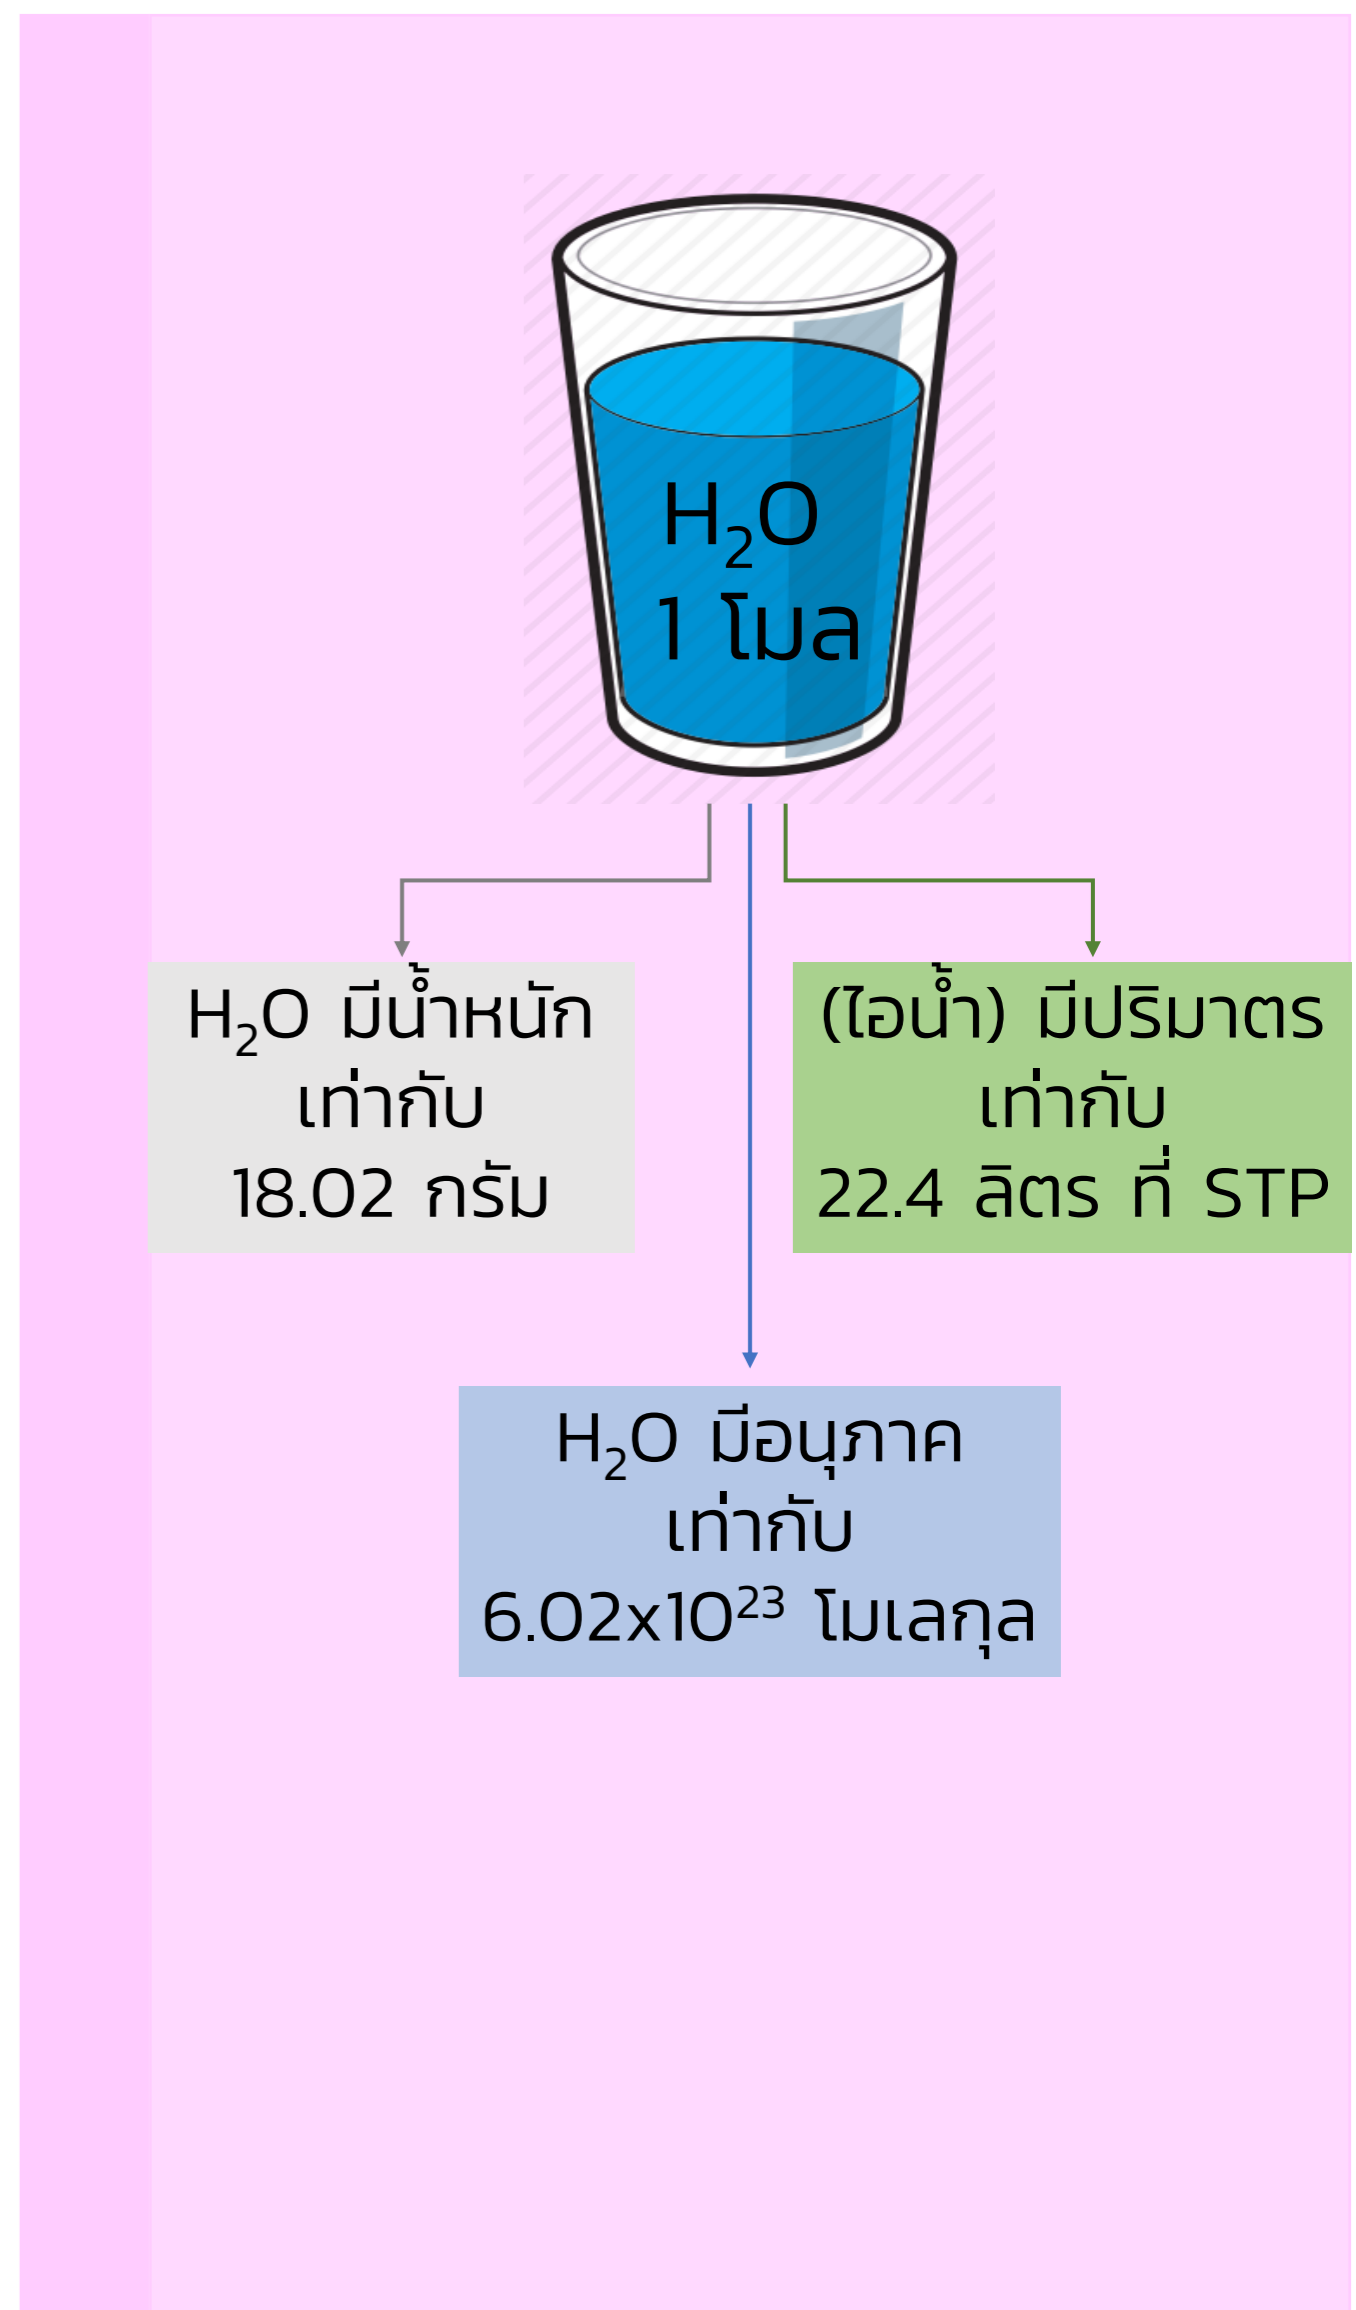 H₂O
1 โมล
H₂O มีน้ำหนัก
เท่ากับ
18.02 กรัม
(ไอน้ำ) มีปริมาตร
เท่ากับ
22.4 ลิตร ที่ STP
H₂O มีอนุภาค
เท่ากับ
6.02x10²³ โมเลกุล